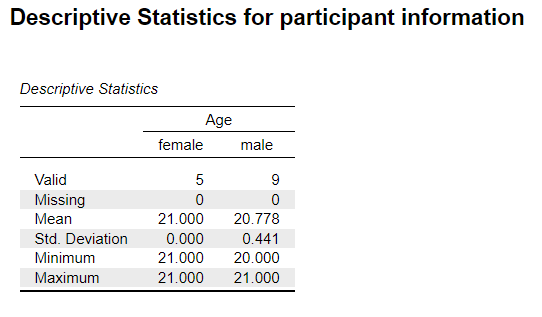 Descriptive Statistics for participant information
Descriptive Statistics
Age
female male
Valid 5 9
Missing 0 0
Mean 21.000 20.778
Std. Deviation 0.000 0.441
Minimum 21.000 20.000
Maximum 21.000 21.000